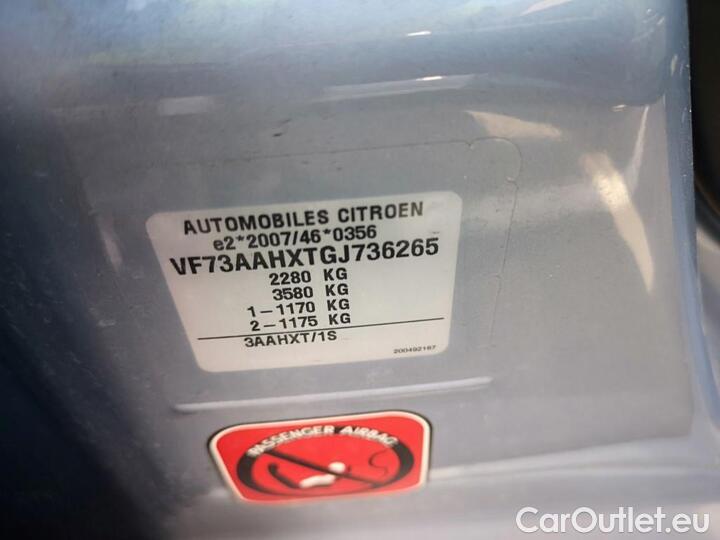 AUTOMOBILES CITROEN
e2*2007/46*0356
VF73AAHXTGJ736265
2280 KG
3580 KG
1-1170 KG
2-1175 KG
3AAHXT/1S
200492167
PASSENGER AIRBAG
CarOutlet.eu